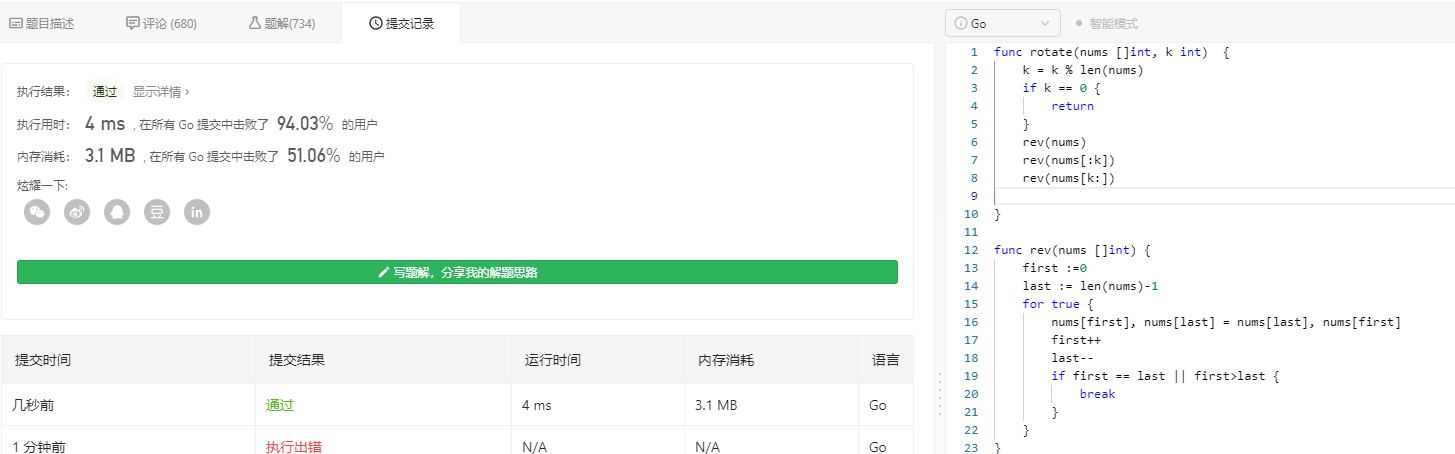 题目描述 评论 (680) 题解(734) 提交记录
执行结果: 通过 显示详情 ›
执行用时: 4 ms , 在所有 Go 提交中击败了 94.03% 的用户
内存消耗: 3.1 MB , 在所有 Go 提交中击败了 51.06% 的用户
炫耀一下:
豆 in
写题解, 分享我的解题思路
提交时间 提交结果 运行时间 内存消耗 语言
几秒前 通过 4 ms 3.1 MB Go
1 分钟前 执行出错 N/A N/A Go
Go 智能模式
1 func rotate(nums []int, k int)  {
2     k = k % len(nums)
3     if k == 0 {
4         return
5     }
6     rev(nums)
7     rev(nums[:k])
8     rev(nums[k:])
9
10 }
11
12 func rev(nums []int) {
13     first :=0
14     last := len(nums)-1
15     for true {
16         nums[first], nums[last] = nums[last], nums[first]
17         first++
18         last--
19         if first == last || first>last {
20             break
21         }
22     }
23 }